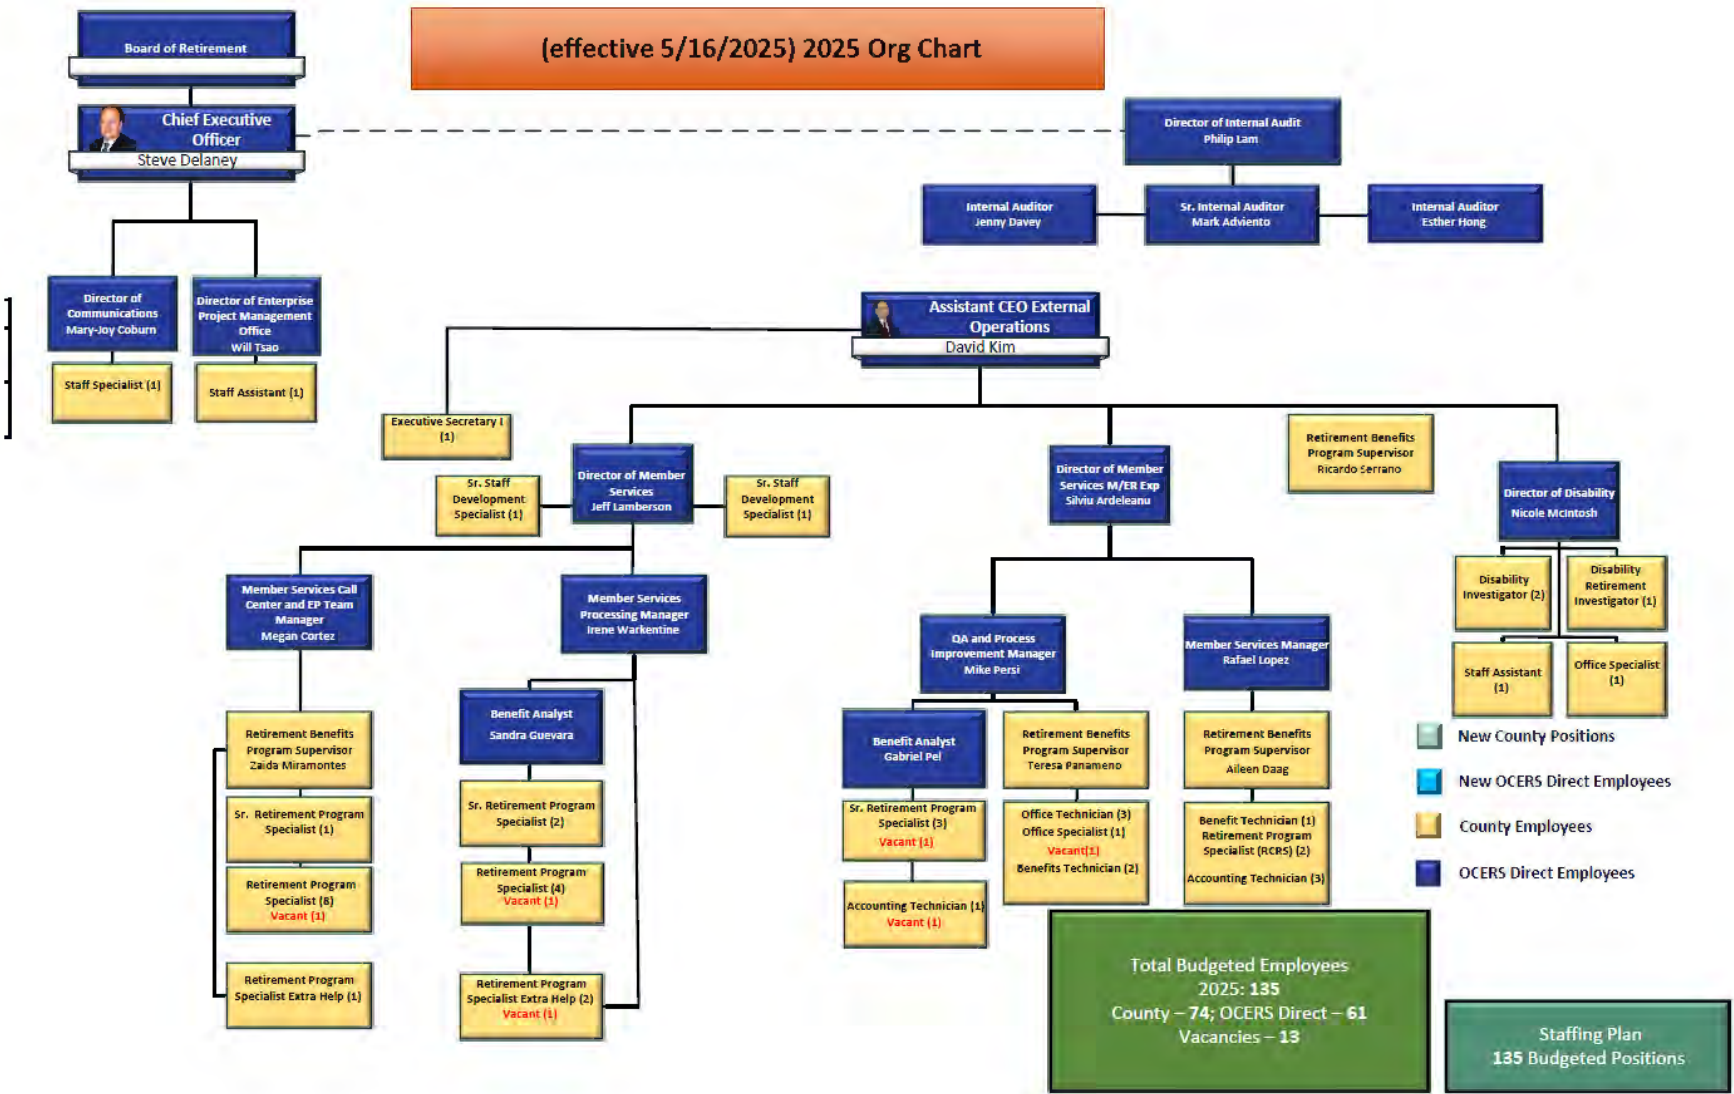 (effective 5/16/2025) 2025 Org Chart
Board of Retirement
Chief Executive
Officer
Steve Delaney
Director of Internal Audit
Philip Lam
Internal Auditor
Jenny Davey
Sr. Internal Auditor
Mark Adviento
Internal Auditor
Esther Hong
Director of
Communications
Mary-Joy Coburn
Director of Enterprise
Project Management
Office
Will Tsao
Staff Specialist (1)
Staff Assistant (1)
Assistant CEO External
Operations
David Kim
Executive Secretary I
(1)
Sr. Staff
Development
Specialist (1)
Director of Member
Services
Jeff Lamberson
Sr. Staff
Development
Specialist (1)
Director of Member
Services M/ER Exp
Silviu Ardeleanu
Retirement Benefits
Program Supervisor
Ricardo Serrano
Director of Disability
Nicole McIntosh
Disability
Investigator (2)
Disability
Retirement
Investigator (1)
Staff Assistant
(1)
Office Specialist
(1)
Member Services Call
Center and EP Team
Manager
Megan Cortez
Member Services
Processing Manager
Irene Warkentine
QA and Process
Improvement Manager
Mike Persi
Member Services Manager
Rafael Lopez
Retirement Benefits
Program Supervisor
Zaida Miramontes
Sr. Retirement Program
Specialist (1)
Retirement Program
Specialist (8)
Vacant (1)
Retirement Program
Specialist Extra Help (1)
Benefit Analyst
Sandra Guevara
Sr. Retirement Program
Specialist (2)
Retirement Program
Specialist (4)
Vacant (1)
Retirement Program
Specialist Extra Help (2)
Vacant (1)
Benefit Analyst
Gabriel Pel
Sr. Retirement Program
Specialist (3)
Vacant (1)
Accounting Technician (1)
Vacant (1)
Retirement Benefits
Program Supervisor
Teresa Panameno
Office Technician (3)
Office Specialist (1)
Vacant(1)
Benefits Technician (2)
Retirement Benefits
Program Supervisor
Aileen Daag
Benefit Technician (1)
Retirement Program
Specialist (RCRS) (2)
Accounting Technician (3)
New County Positions
New OCERS Direct Employees
County Employees
OCERS Direct Employees
Total Budgeted Employees
2025: 135
County – 74; OCERS Direct – 61
Vacancies – 13
Staffing Plan
135 Budgeted Positions